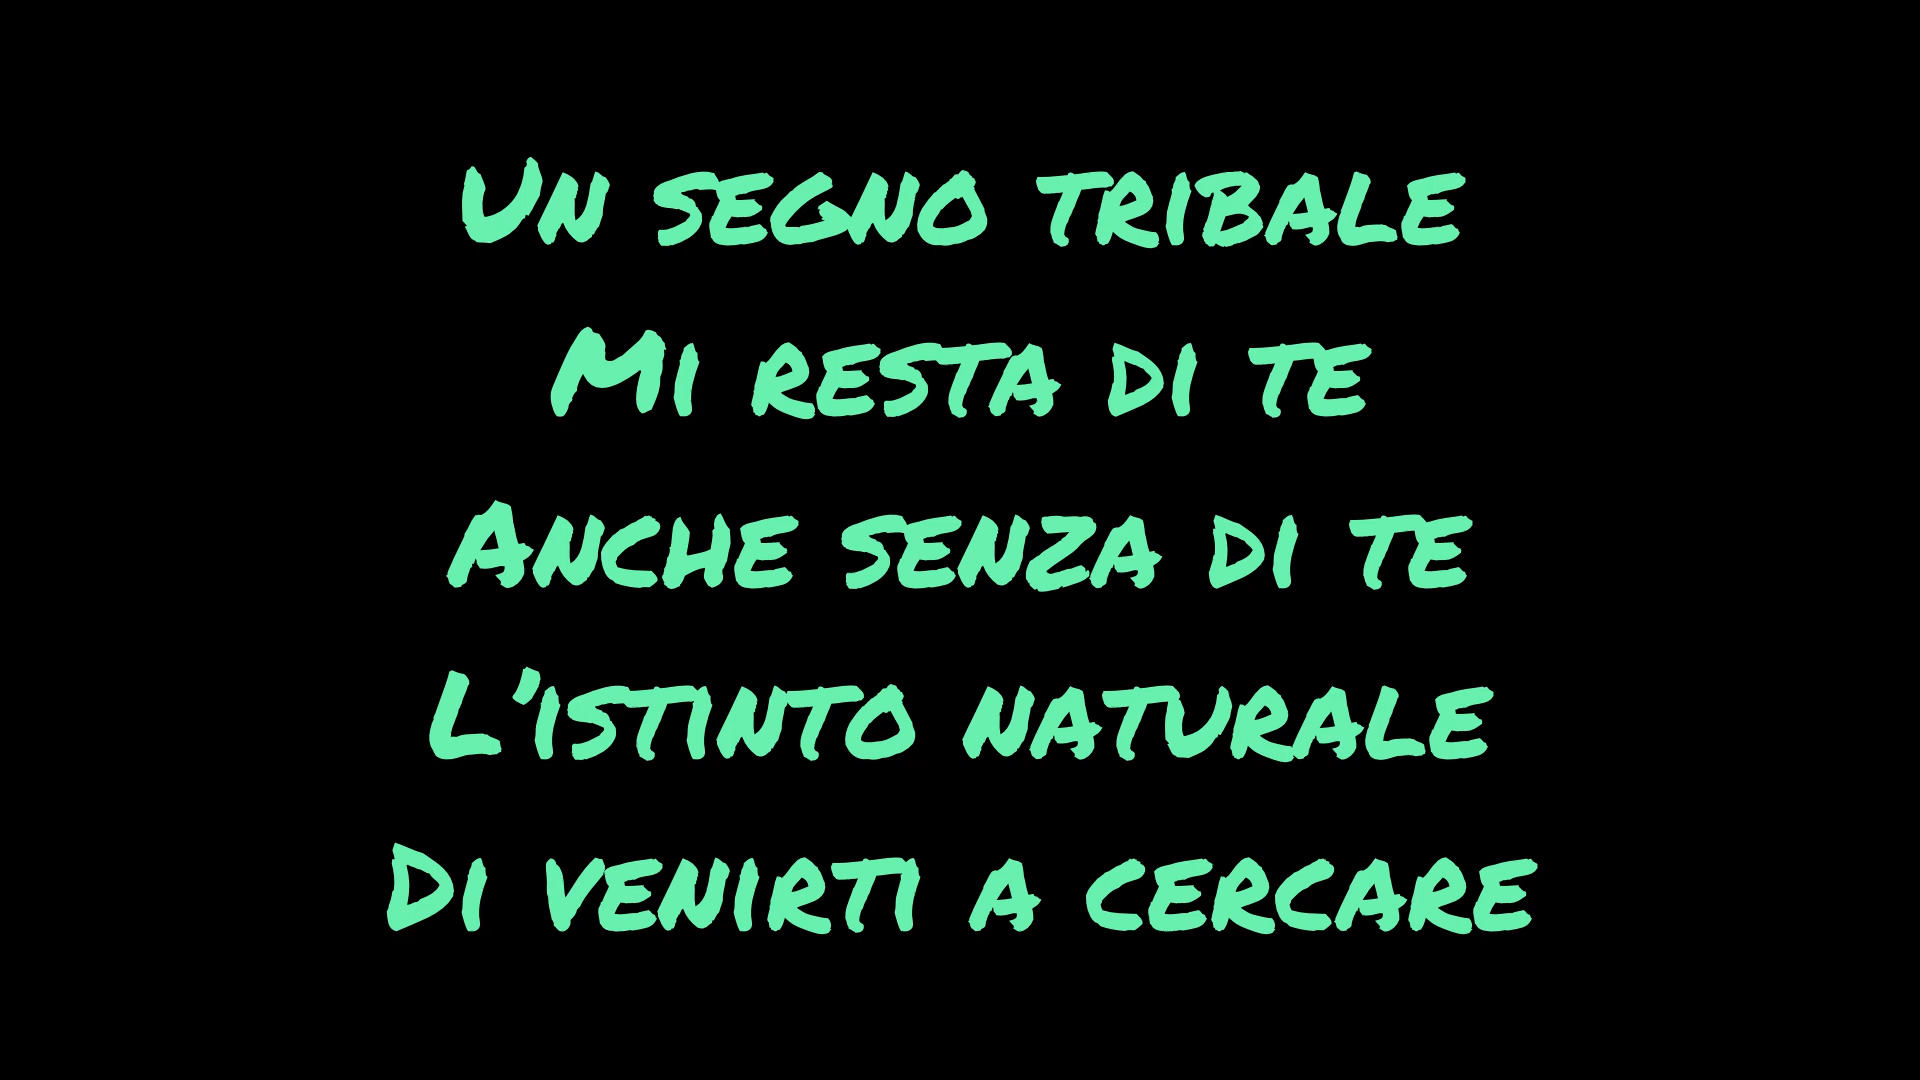 Un segno tribale
Mi resta di te
Anche senza di te
L’istinto naturale
Di venirti a cercare